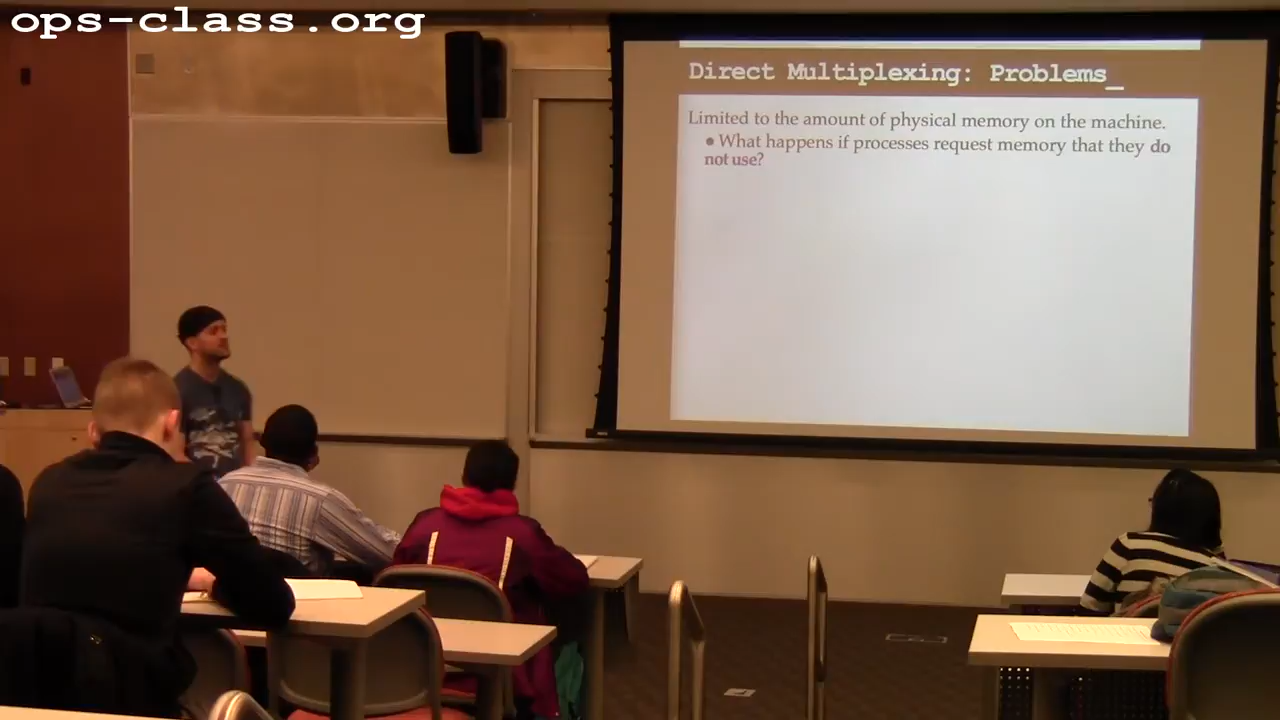 ops-class.org
Direct Multiplexing: Problems_
Limited to the amount of physical memory on the machine.
• What happens if processes request memory that they do
not use?